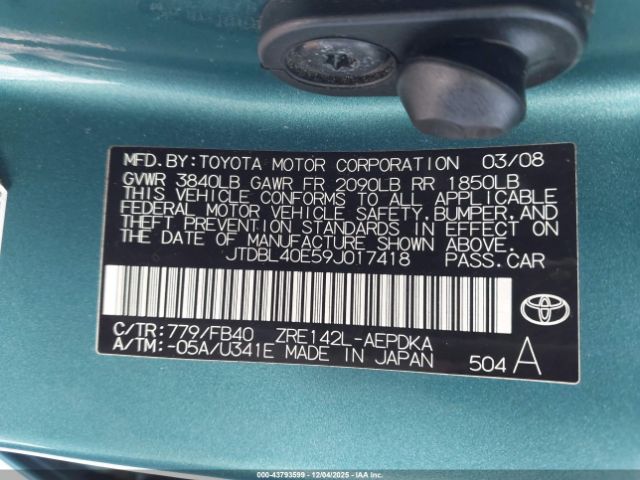 MFD. BY: TOYOTA MOTOR CORPORATION 03/08
GVWR 3840LB GAWR FR 2090LB RR 1850LB
THIS VEHICLE CONFORMS TO ALL APPLICABLE
FEDERAL MOTOR VEHICLE SAFETY, BUMPER, AND
THEFT PREVENTION STANDARDS IN EFFECT ON
THE DATE OF MANUFACTURE SHOWN ABOVE.
JTDBL40E59J017418 PASS. CAR
C/TR: 779/FB40 ZRE142L-AEPDKA
A/TM: -05A/U341E MADE IN JAPAN
504 A
TOYOTA
000-43793599 | 12/04/2025 - IAAI.COM